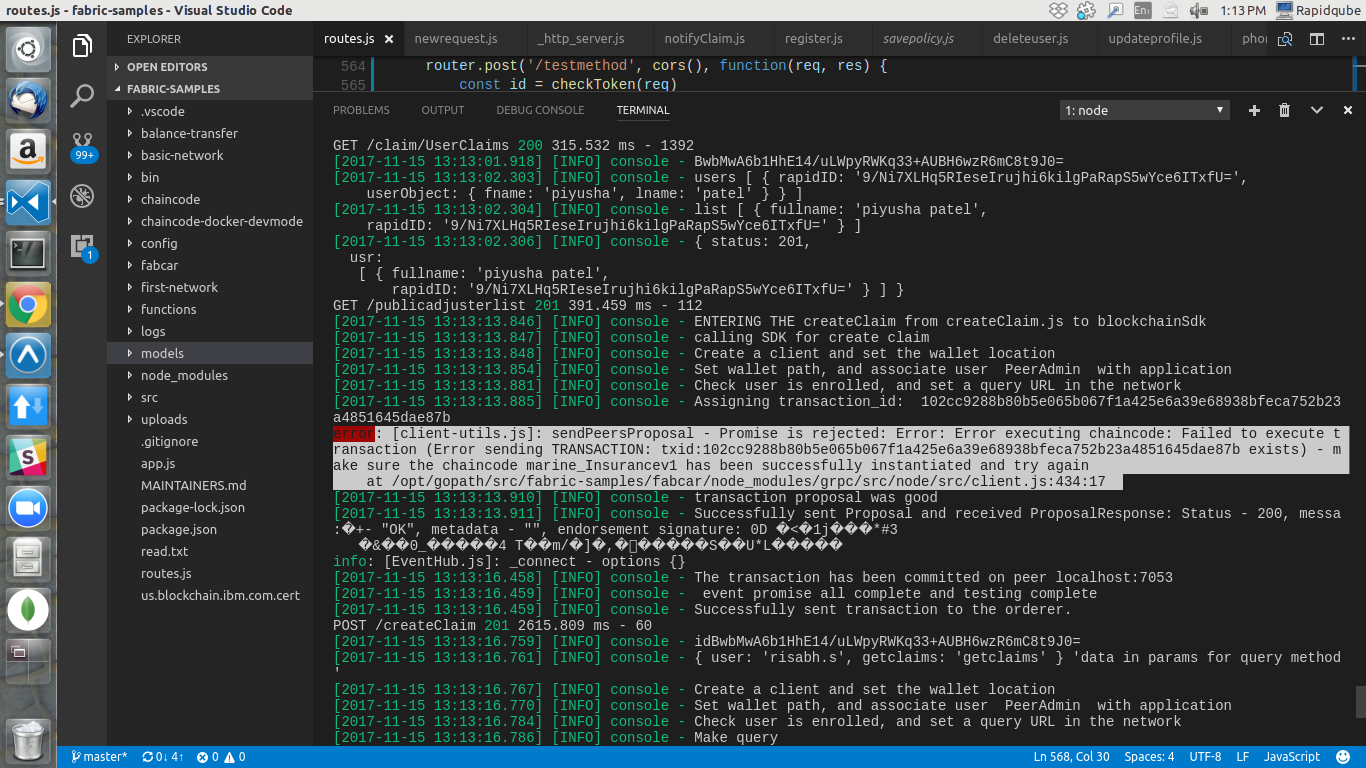 routes.js - fabric-samples - Visual Studio Code
En
1:13 PM
Rapidqube
EXPLORER
OPEN EDITORS
FABRIC-SAMPLES
.vscode
balance-transfer
basic-network
bin
chaincode
chaincode-docker-devmode
config
fabcar
first-network
functions
logs
models
node_modules
src
uploads
.gitignore
app.js
MAINTAINERS.md
package-lock.json
package.json
read.txt
routes.js
us.blockchain.ibm.com.cert
99+
1
routes.js newrequest.js _http_server.js notifyClaim.js register.js savepolicy.js deleteuser.js updateprofile.js phon
564 router.post('/testmethod', cors(), function(req, res) {
565 const id = checkToken(req)
PROBLEMS OUTPUT DEBUG CONSOLE TERMINAL 1: node
GET /claim/UserClaims 200 315.532 ms - 1392
[2017-11-15 13:13:01.918] [INFO] console - BwbMwA6b1HhE14/uLWpyRWKq33+AUBH6wzR6mC8t9J0=
[2017-11-15 13:13:02.303] [INFO] console - users [ { rapidID: '9/Ni7XLHq5RIeseIrujhi6kilgPaRapS5wYce6ITxfU=',
userObject: { fname: 'piyusha', lname: 'patel' } } ]
[2017-11-15 13:13:02.304] [INFO] console - list [ { fullname: 'piyusha patel',
rapidID: '9/Ni7XLHq5RIeseIrujhi6kilgPaRapS5wYce6ITxfU=' } ]
[2017-11-15 13:13:02.306] [INFO] console - { status: 201,
usr:
[ { fullname: 'piyusha patel',
rapidID: '9/Ni7XLHq5RIeseIrujhi6kilgPaRapS5wYce6ITxfU=' } ] }
GET /publicadjusterlist 201 391.459 ms - 112
[2017-11-15 13:13:13.846] [INFO] console - ENTERING THE createClaim from createClaim.js to blockchainSdk
[2017-11-15 13:13:13.847] [INFO] console - calling SDK for create claim
[2017-11-15 13:13:13.848] [INFO] console - Create a client and set the wallet location
[2017-11-15 13:13:13.854] [INFO] console - Set wallet path, and associate user  PeerAdmin  with application
[2017-11-15 13:13:13.881] [INFO] console - Check user is enrolled, and set a query URL in the network
[2017-11-15 13:13:13.885] [INFO] console - Assigning transaction_id:  102cc9288b80b5e065b067f1a425e6a39e68938bfeca752b23
a4851645dae87b
error: [client-utils.js]: sendPeersProposal - Promise is rejected: Error: Error executing chaincode: Failed to execute t
ransaction (Error sending TRANSACTION: txid:102cc9288b80b5e065b067f1a425e6a39e68938bfeca752b23a4851645dae87b exists) - m
ake sure the chaincode marine_Insurancev1 has been successfully instantiated and try again
at /opt/gopath/src/fabric-samples/fabcar/node_modules/grpc/src/node/src/client.js:434:17
[2017-11-15 13:13:13.910] [INFO] console - transaction proposal was good
[2017-11-15 13:13:13.911] [INFO] console - Successfully sent Proposal and received ProposalResponse: Status - 200, messa
:�+- "OK", metadata - "", endorsement signature: 0D �<�1j���*#3
�&��0_�����4 T��m/�]�,������S��U*L�����
info: [EventHub.js]: _connect - options {}
[2017-11-15 13:13:16.458] [INFO] console - The transaction has been committed on peer localhost:7053
[2017-11-15 13:13:16.459] [INFO] console -  event promise all complete and testing complete
[2017-11-15 13:13:16.459] [INFO] console - Successfully sent transaction to the orderer.
POST /createClaim 201 2615.809 ms - 60
[2017-11-15 13:13:16.759] [INFO] console - idBwbMwA6b1HhE14/uLWpyRWKq33+AUBH6wzR6mC8t9J0=
[2017-11-15 13:13:16.761] [INFO] console - { user: 'risabh.s', getclaims: 'getclaims' } 'data in params for query method
'
[2017-11-15 13:13:16.767] [INFO] console - Create a client and set the wallet location
[2017-11-15 13:13:16.770] [INFO] console - Set wallet path, and associate user  PeerAdmin  with application
[2017-11-15 13:13:16.784] [INFO] console - Check user is enrolled, and set a query URL in the network
[2017-11-15 13:13:16.786] [INFO] console - Make query
master* 0↓ 4↑ 0 0 Ln 568, Col 30 Spaces: 4 UTF-8 LF JavaScript